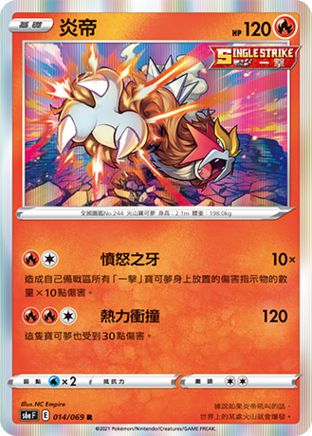 基礎 炎帝 HP 120
SINGLE STRIKE
一擊
全國圖鑑No.244 火山寶可夢 身高:2.1m 體重:198.0kg
憤怒之牙 10×
造成自己備戰區所有「一擊」寶可夢身上放置的傷害指示物的數
量×10點傷害。
熱力衝撞 120
這隻寶可夢也受到30點傷害。
弱點 ×2 抵抗力 撤退
Illus.NC Empire
s6a F E 014/069 R
據說如果炎帝吼叫的話,
世界上的某處火山就會爆發。
©2021 Pokémon/Nintendo/Creatures/GAME FREAK.